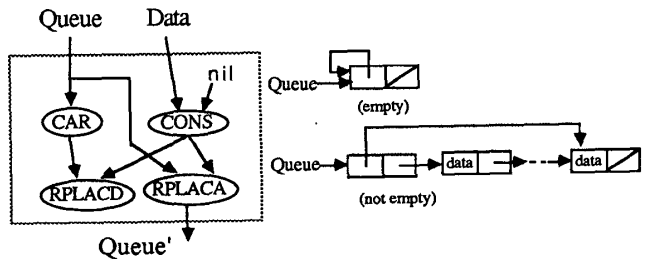 Queue Data
nil
CAR CONS
RPLACD RPLACA
Queue'
Queue
(empty)
Queue data data
(not empty)